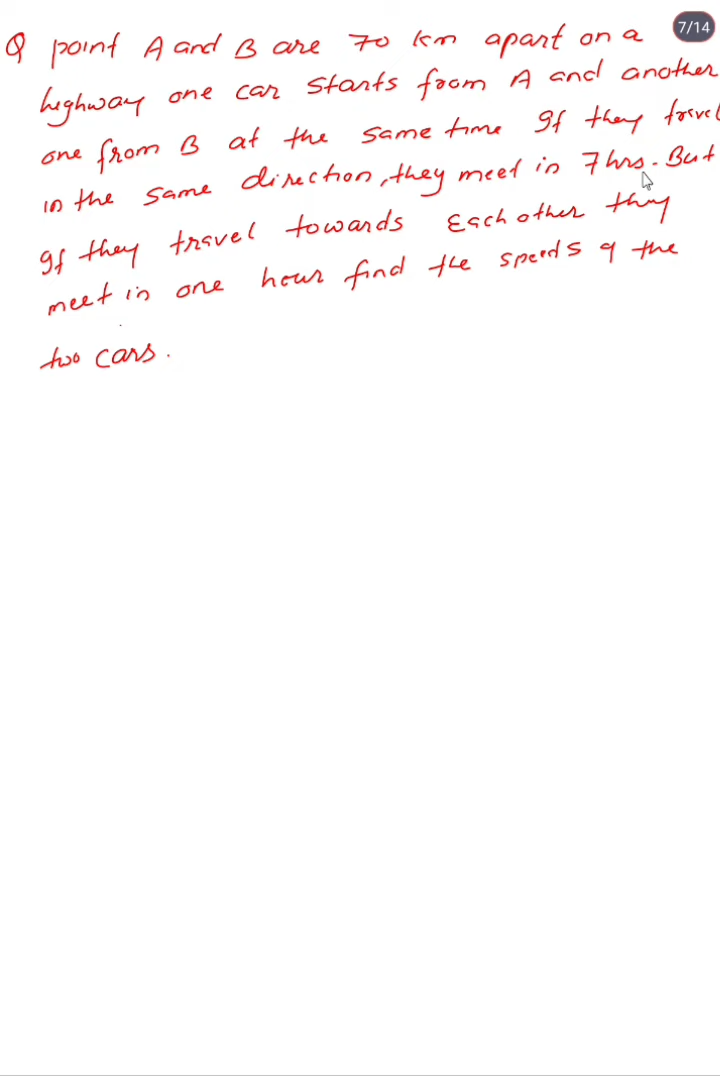 7/14
Q point A and B are 70 km apart on a
highway one car starts from A and another
one from B at the same time If they travel
in the same direction, they meet in 7 hrs. But
If they travel towards Each other they
meet in one hour find the speeds of the
two cars.